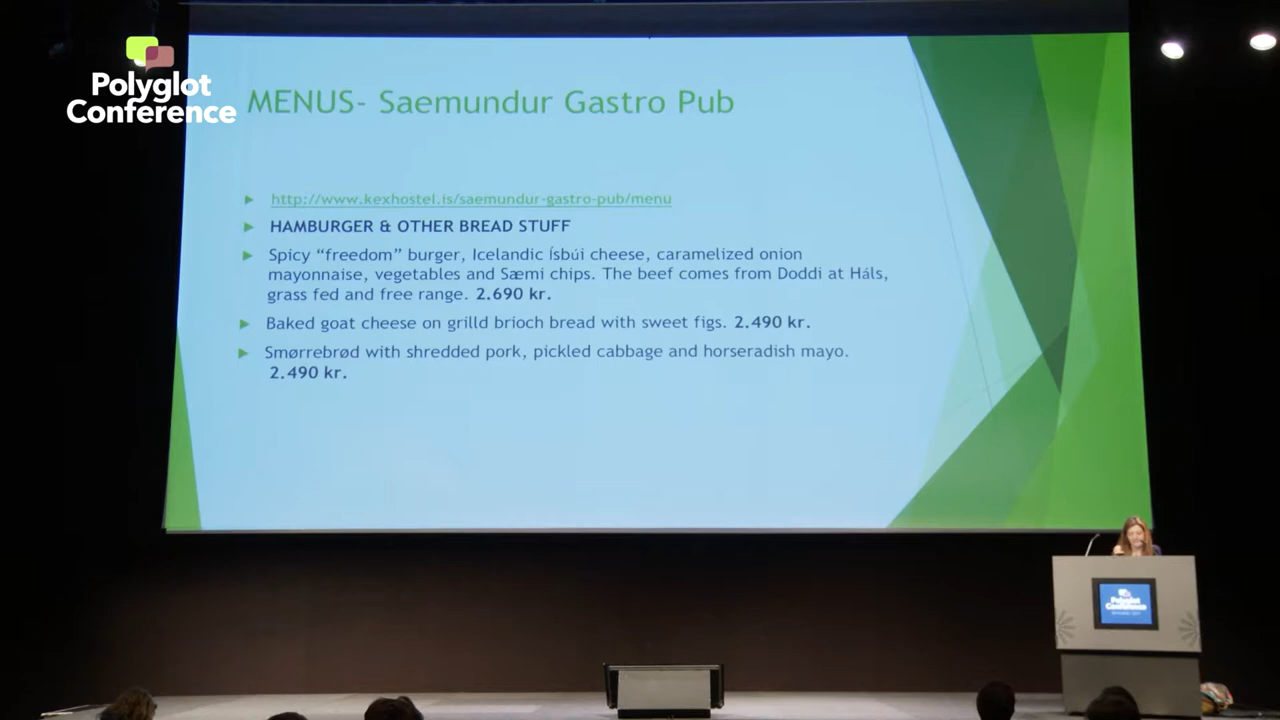 Polyglot
Conference
MENUS- Saemundur Gastro Pub
http://www.kexhostel.is/saemundur-gastro-pub/menu
HAMBURGER & OTHER BREAD STUFF
Spicy “freedom” burger, Icelandic Ísbúi cheese, caramelized onion
mayonnaise, vegetables and Sæmi chips. The beef comes from Doddi at Háls,
grass fed and free range. 2.690 kr.
Baked goat cheese on grilld brioch bread with sweet figs. 2.490 kr.
Smørrebrød with shredded pork, pickled cabbage and horseradish mayo.
2.490 kr.
Polyglot
Conference